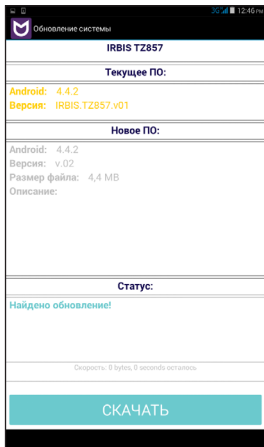 3G 12:46 PM
Обновление системы
IRBIS TZ857
Текущее ПО:
Android: 4.4.2
Версия: IRBIS,TZ857.v01
Новое ПО:
Android: 4.4.2
Версия: v.02
Размер файла: 4,4 MB
Описание:
Статус:
Найдено обновление!
Скорость: 0 bytes, 0 seconds осталось
СКАЧАТЬ